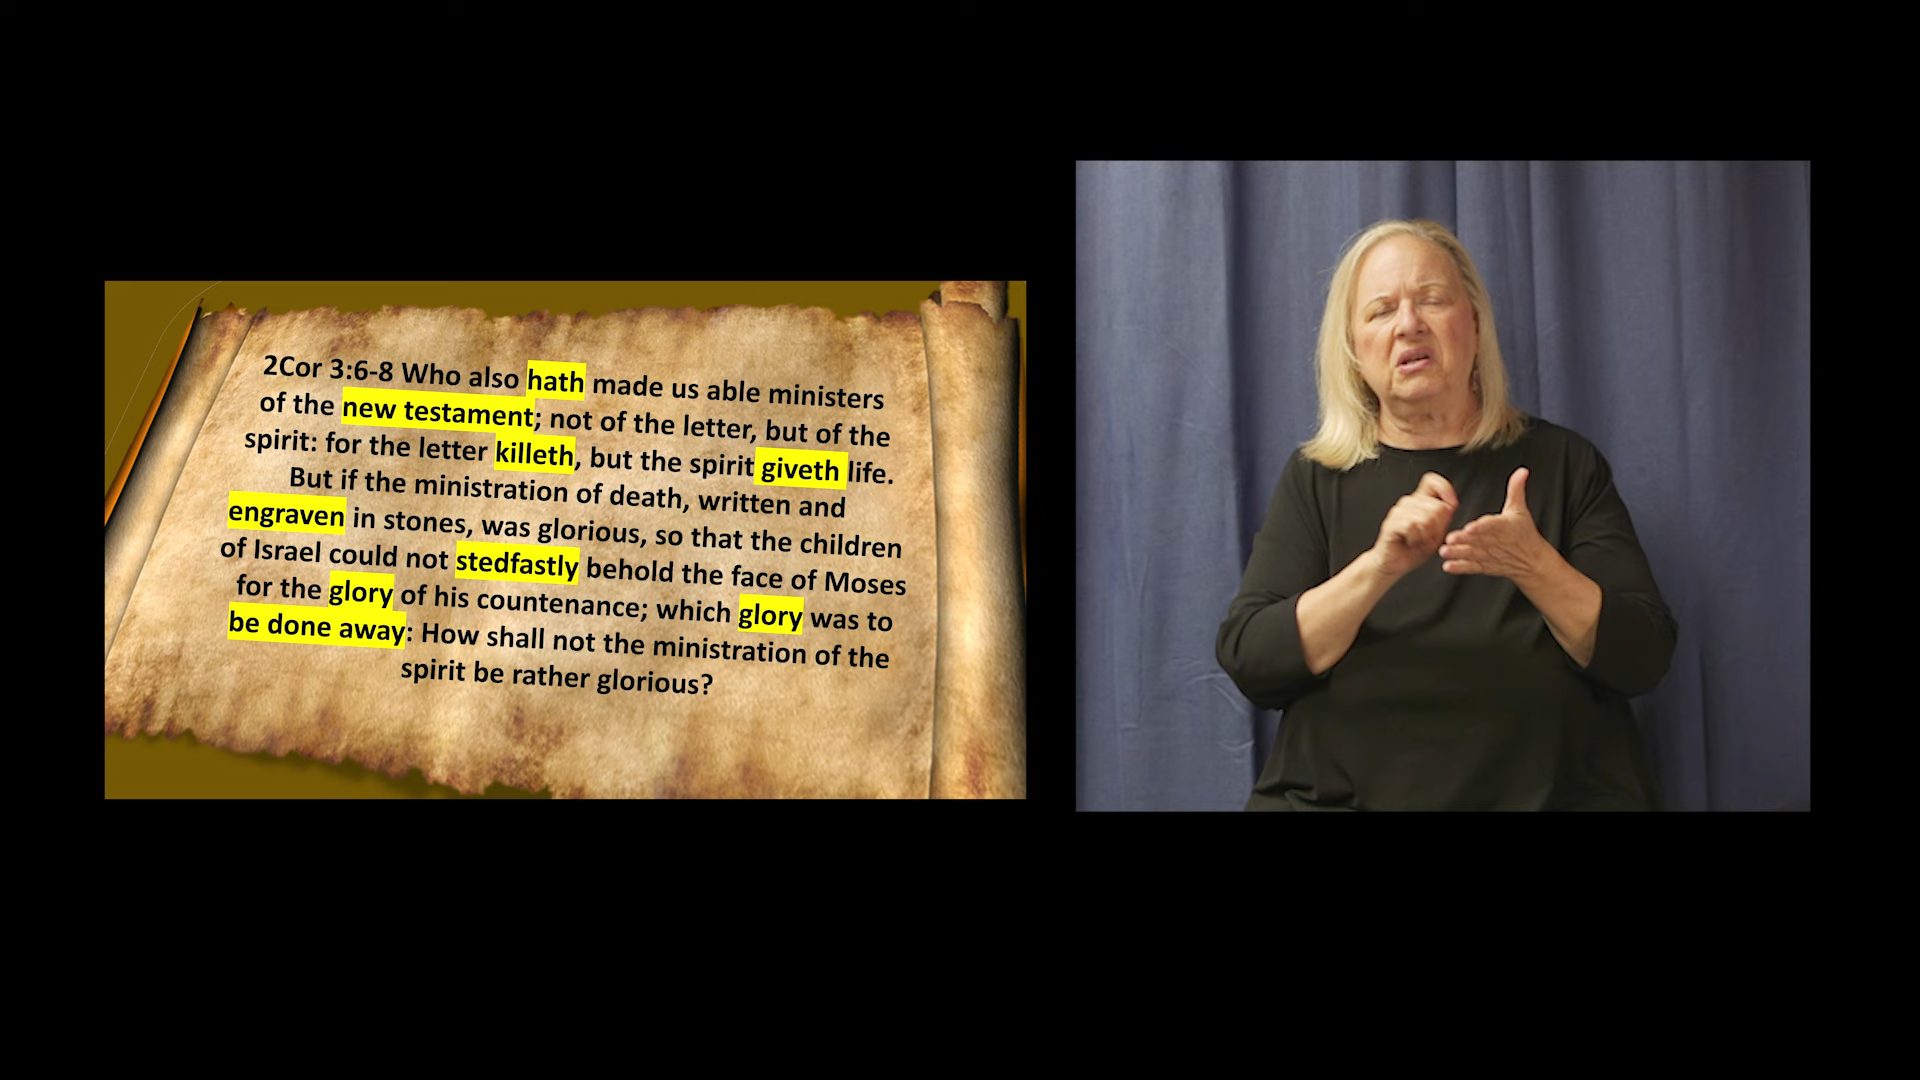 2Cor 3:6-8 Who also hath made us able ministers
of the new testament; not of the letter, but of the
spirit: for the letter killeth, but the spirit giveth life.
But if the ministration of death, written and
engraven in stones, was glorious, so that the children
of Israel could not stedfastly behold the face of Moses
for the glory of his countenance; which glory was to
be done away: How shall not the ministration of the
spirit be rather glorious?